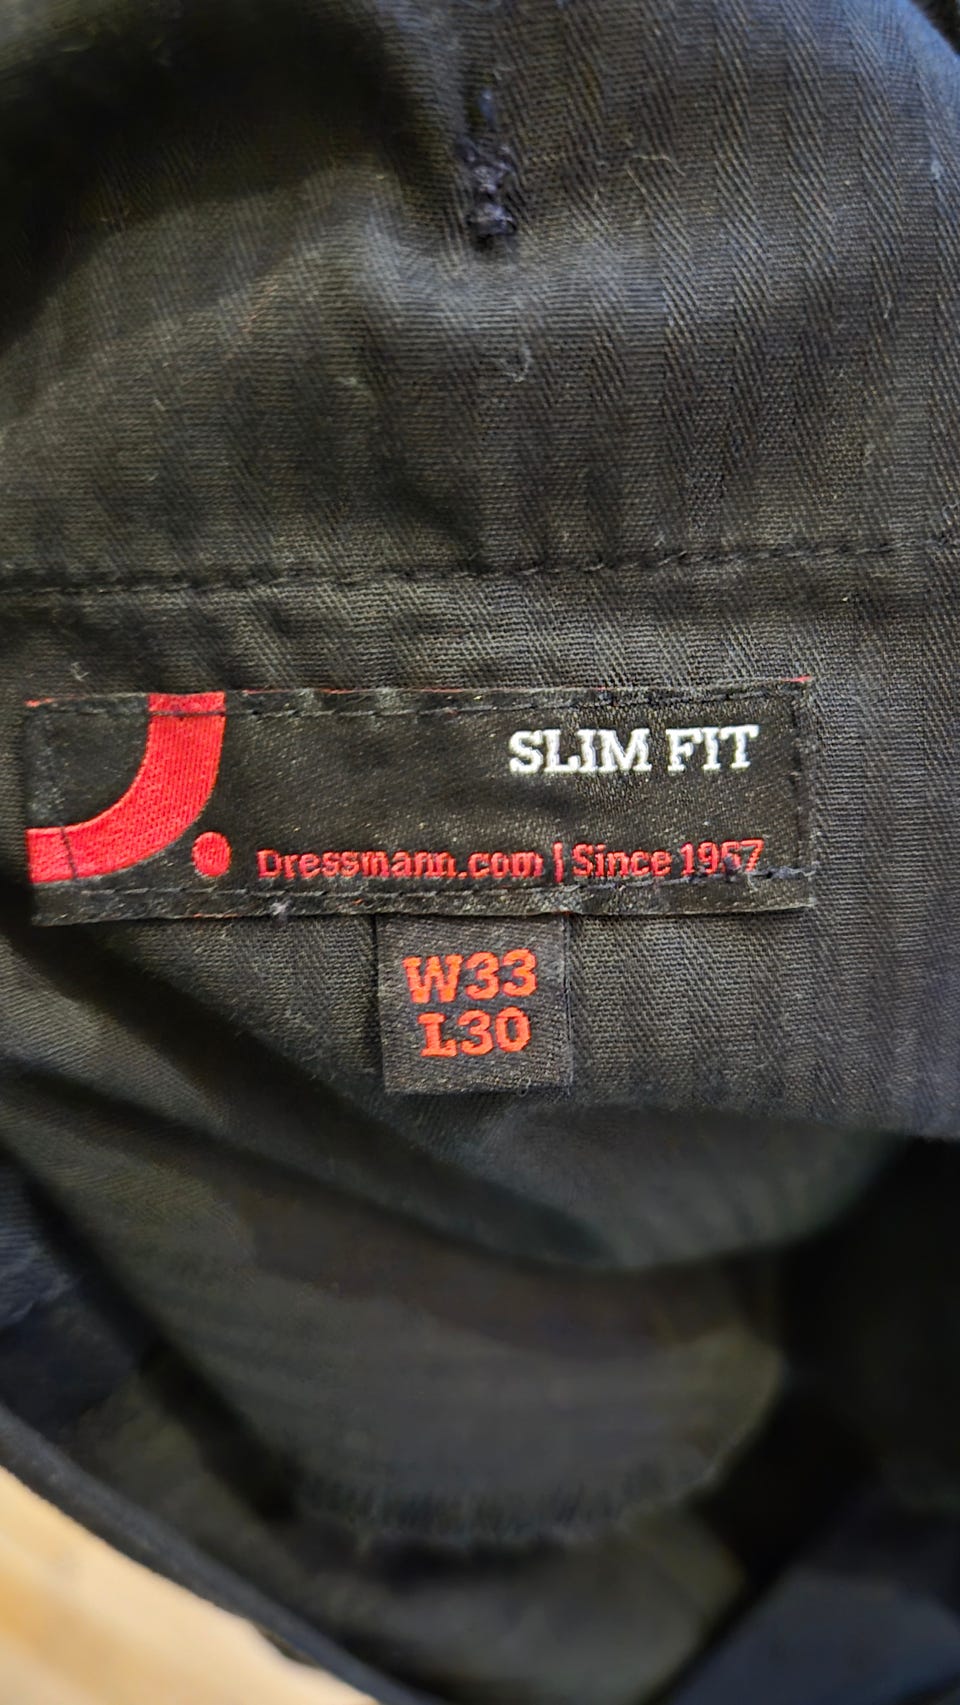 SLIM FIT
Dressmann.com | Since 1957
W33
L30